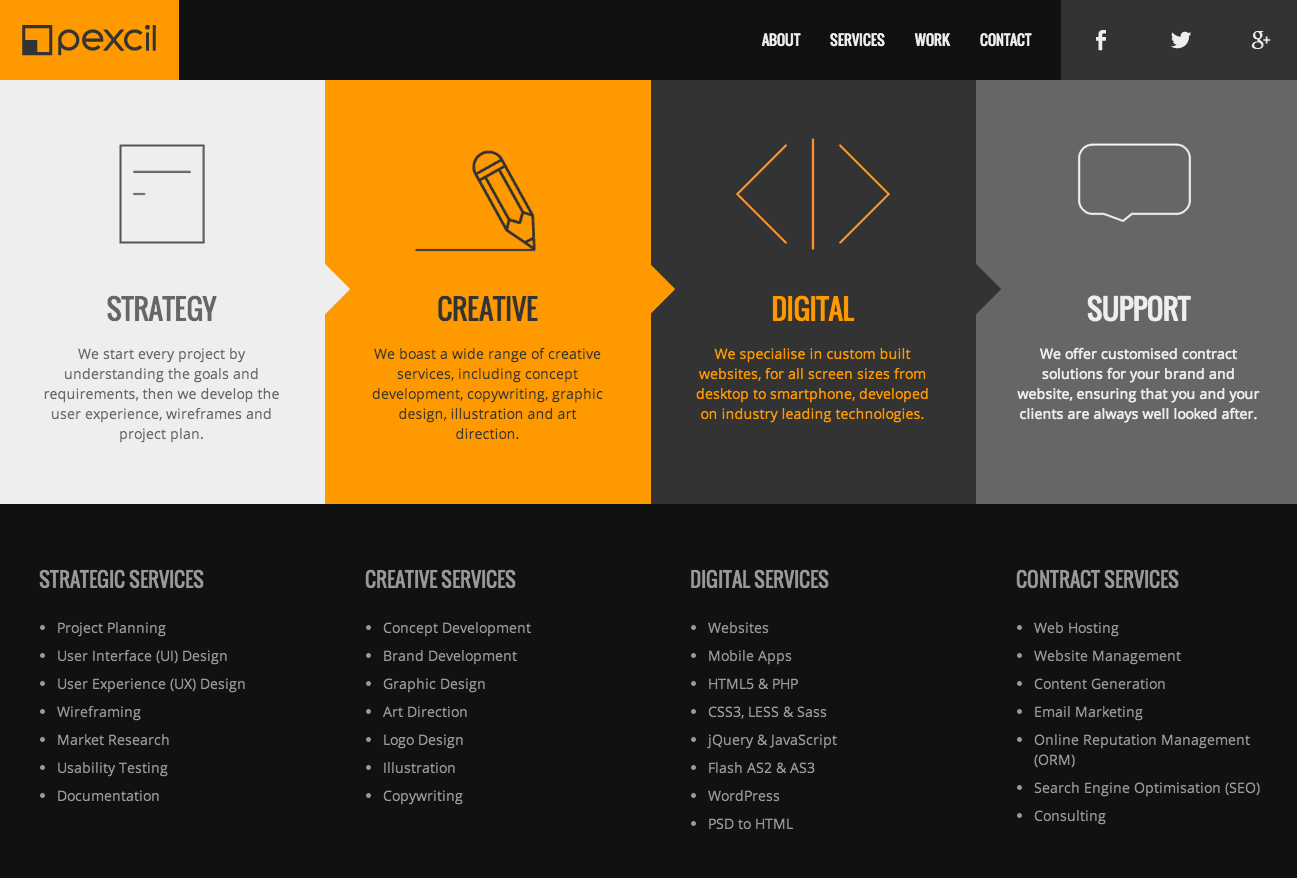 pexcil
ABOUT SERVICES WORK CONTACT
STRATEGY
We start every project by
understanding the goals and
requirements, then we develop the
user experience, wireframes and
project plan.
CREATIVE
We boast a wide range of creative
services, including concept
development, copywriting, graphic
design, illustration and art
direction.
DIGITAL
We specialise in custom built
websites, for all screen sizes from
desktop to smartphone, developed
on industry leading technologies.
SUPPORT
We offer customised contract
solutions for your brand and
website, ensuring that you and your
clients are always well looked after.
STRATEGIC SERVICES
• Project Planning
• User Interface (UI) Design
• User Experience (UX) Design
• Wireframing
• Market Research
• Usability Testing
• Documentation
CREATIVE SERVICES
• Concept Development
• Brand Development
• Graphic Design
• Art Direction
• Logo Design
• Illustration
• Copywriting
DIGITAL SERVICES
• Websites
• Mobile Apps
• HTML5 & PHP
• CSS3, LESS & Sass
• jQuery & JavaScript
• Flash AS2 & AS3
• WordPress
• PSD to HTML
CONTRACT SERVICES
• Web Hosting
• Website Management
• Content Generation
• Email Marketing
• Online Reputation Management
(ORM)
• Search Engine Optimisation (SEO)
• Consulting